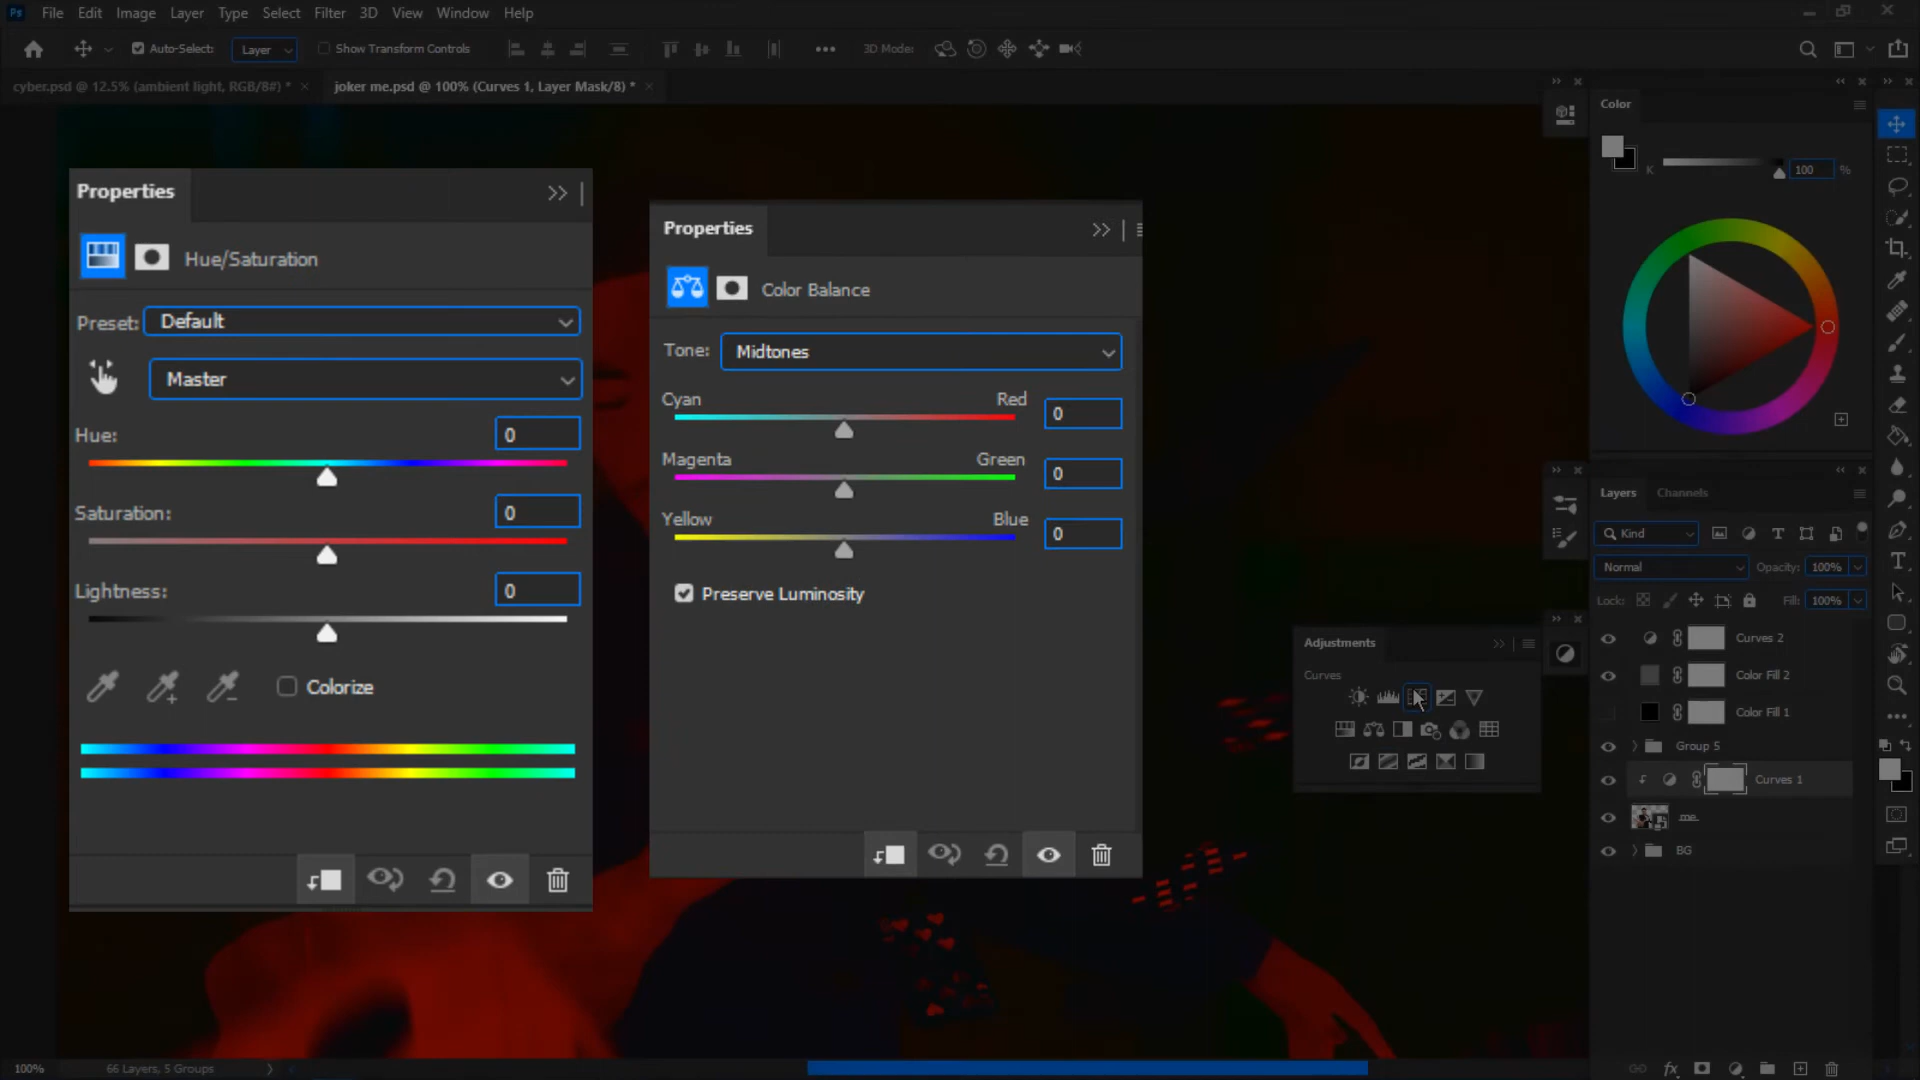 Ps File Edit Image Layer Type Select Filter 3D View Window Help
Auto-Select: Layer Show Transform Controls ••• 3D Mode:
cyber.psd @ 12.5% (ambient light, RGB/8#) * × joker me.psd @ 100% (Curves 1, Layer Mask/8) * ×
Color
K 100 %
Properties
Hue/Saturation
Preset: Default
Master
Hue: 0
Saturation: 0
Lightness: 0
Colorize
Properties
Color Balance
Tone: Midtones
Cyan Red 0
Magenta Green 0
Yellow Blue 0
Preserve Luminosity
Adjustments
Curves
Layers Channels
Kind
Normal Opacity: 100%
Lock: Fill: 100%
Curves 2
Color Fill 2
Color Fill 1
Group 5
Curves 1
me
BG
fx
100% 66 Layers, 5 Groups